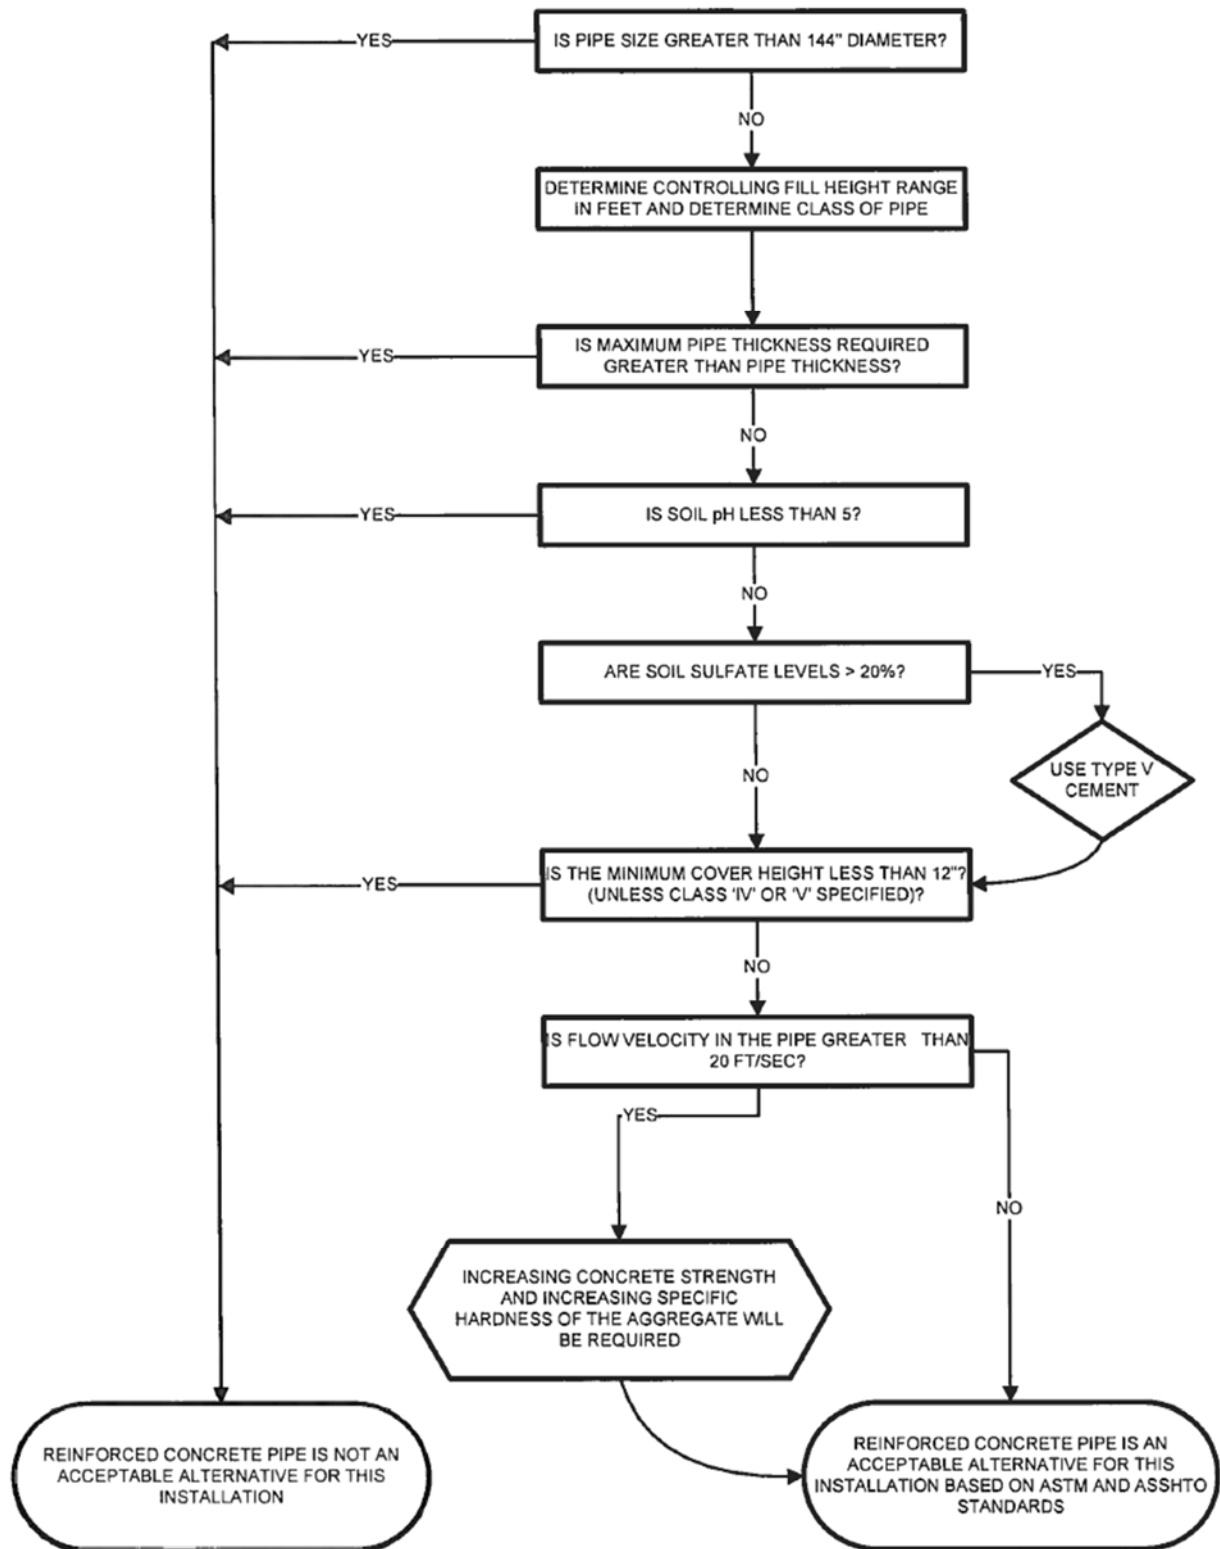 YES
IS PIPE SIZE GREATER THAN 144" DIAMETER?
NO
DETERMINE CONTROLLING FILL HEIGHT RANGE
IN FEET AND DETERMINE CLASS OF PIPE
YES
IS MAXIMUM PIPE THICKNESS REQUIRED
GREATER THAN PIPE THICKNESS?
NO
YES
IS SOIL pH LESS THAN 5?
NO
ARE SOIL SULFATE LEVELS > 20%?
YES
NO
USE TYPE V
CEMENT
YES
IS THE MINIMUM COVER HEIGHT LESS THAN 12"?
(UNLESS CLASS 'IV' OR 'V' SPECIFIED)?
NO
IS FLOW VELOCITY IN THE PIPE GREATER THAN
20 FT/SEC?
YES
NO
INCREASING CONCRETE STRENGTH
AND INCREASING SPECIFIC
HARDNESS OF THE AGGREGATE WILL
BE REQUIRED
REINFORCED CONCRETE PIPE IS NOT AN
ACCEPTABLE ALTERNATIVE FOR THIS
INSTALLATION
REINFORCED CONCRETE PIPE IS AN
ACCEPTABLE ALTERNATIVE FOR THIS
INSTALLATION BASED ON ASTM AND ASSHTO
STANDARDS